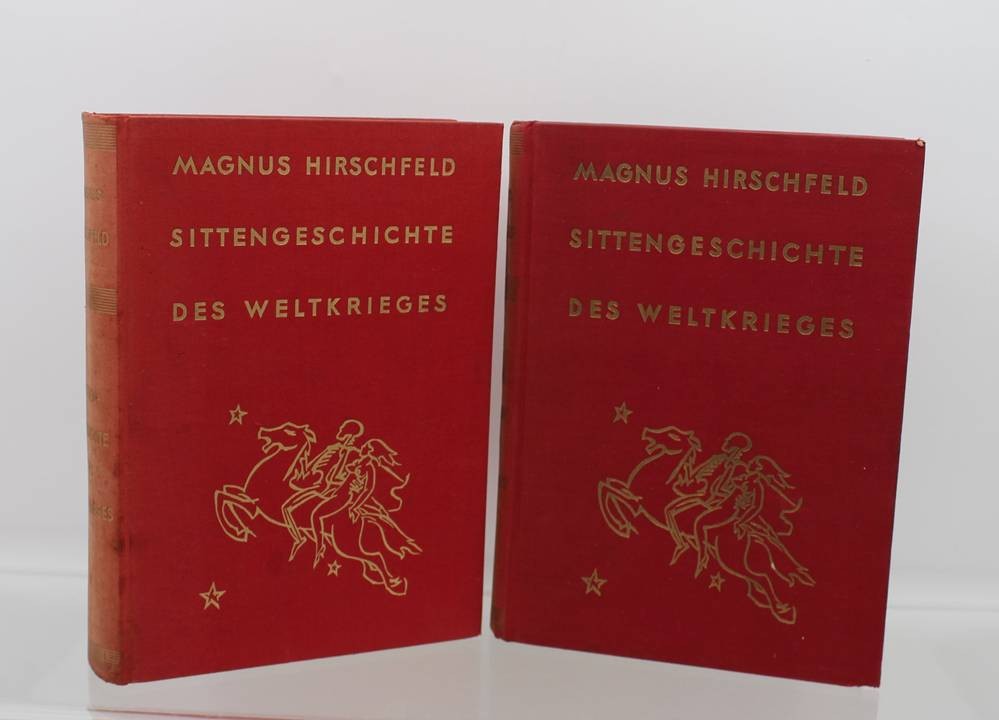 MAGNUS HIRSCHFELD
SITTENGESCHICHTE
DES WELTKRIEGES
MAGNUS HIRSCHFELD
SITTENGESCHICHTE
DES WELTKRIEGES